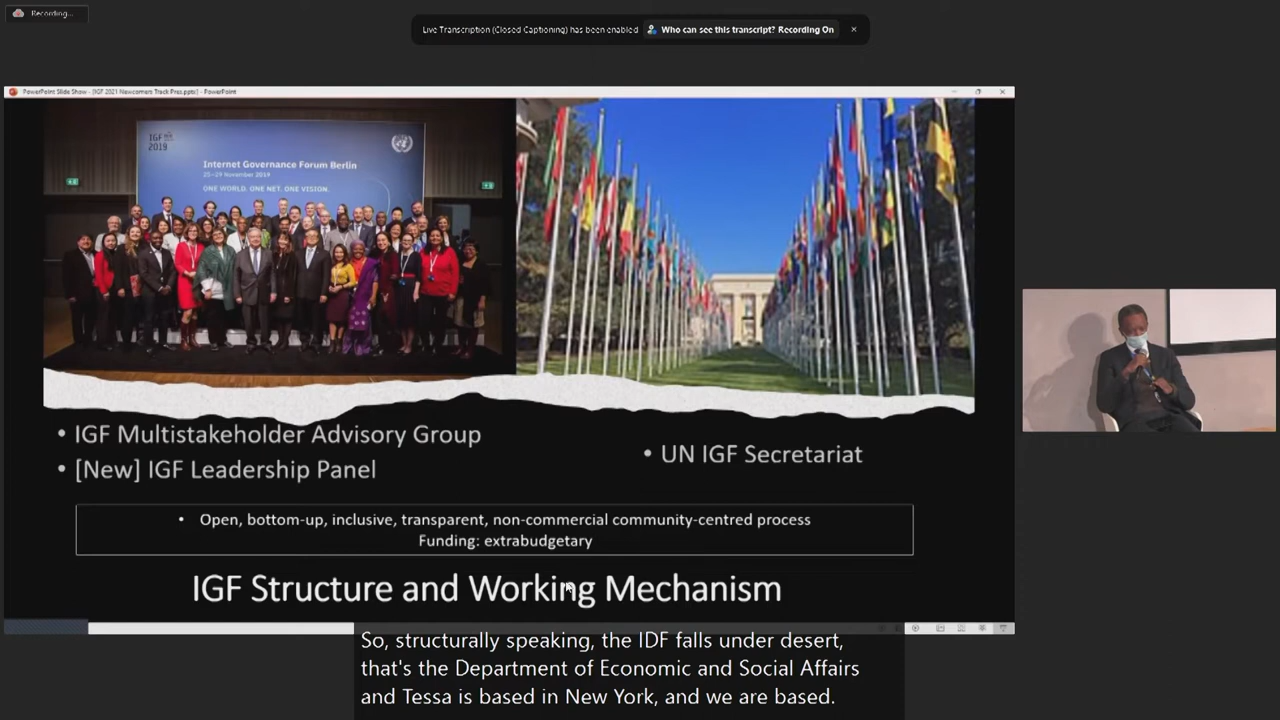 Recording...
Live Transcription (Closed Captioning) has been enabled
Who can see this transcript? Recording On
PowerPoint Slide Show - [IGF 2021 Newcomers Track Pres.pptx] - PowerPoint
IGF
2019
Internet Governance Forum Berlin
25–29 November 2019
ONE WORLD. ONE NET. ONE VISION.
• IGF Multistakeholder Advisory Group
• [New] IGF Leadership Panel
• UN IGF Secretariat
• Open, bottom-up, inclusive, transparent, non-commercial community-centred process
Funding: extrabudgetary
IGF Structure and Working Mechanism
So, structurally speaking, the IDF falls under desert,
that's the Department of Economic and Social Affairs
and Tessa is based in New York, and we are based.